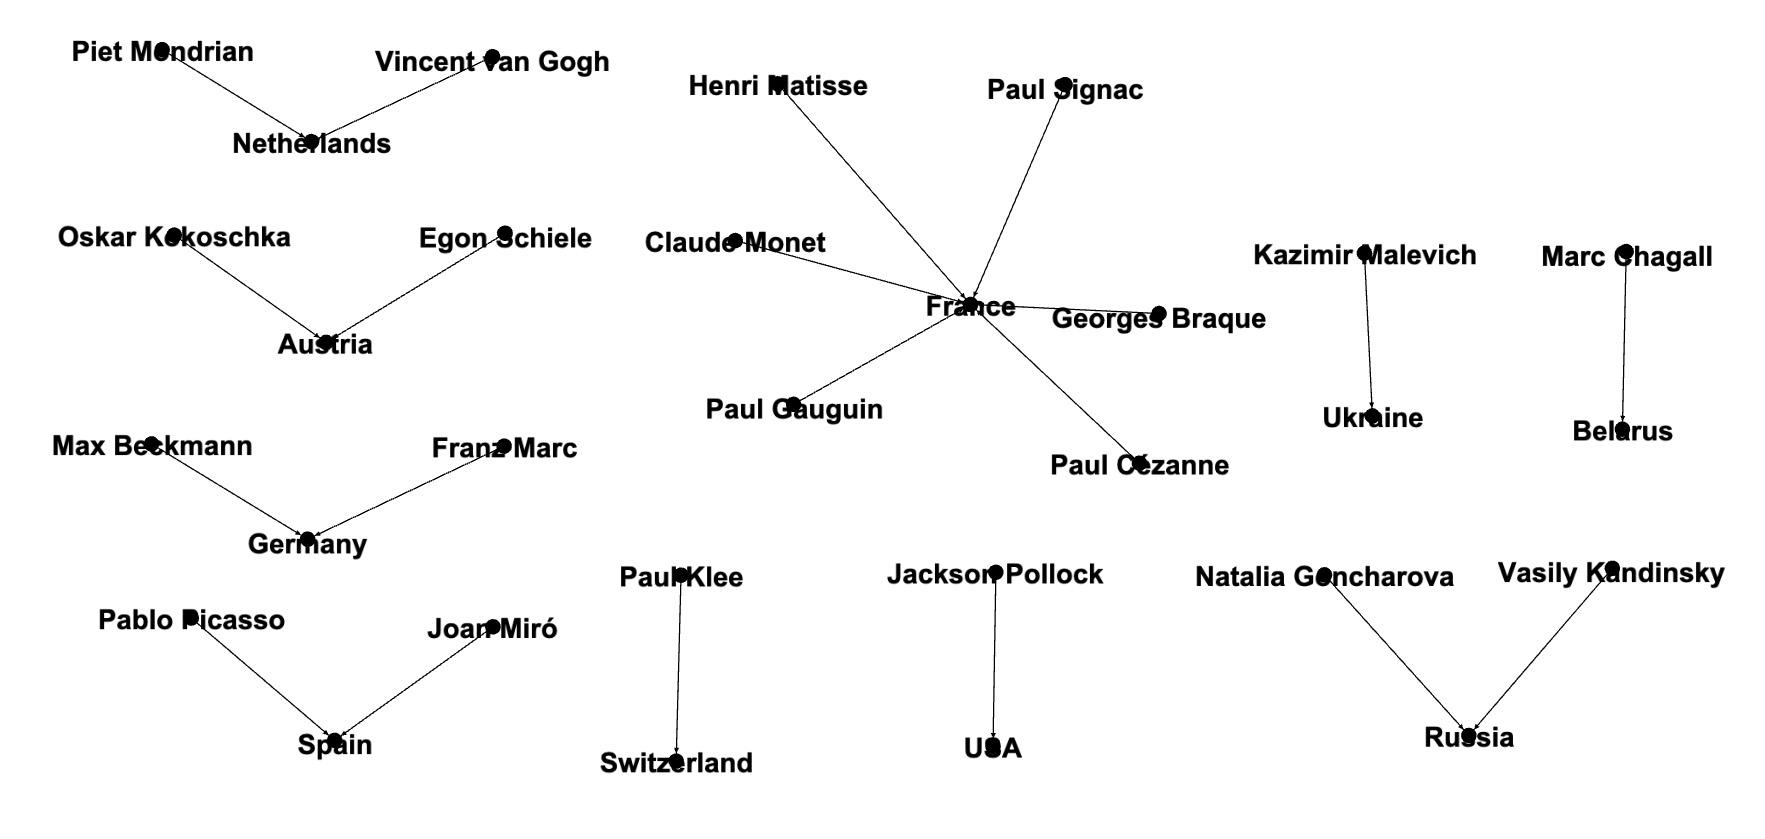 Piet Mondrian
Vincent van Gogh
Netherlands
Henri Matisse
Paul Signac
Oskar Kokoschka
Egon Schiele
Austria
Claude Monet
France
Georges Braque
Paul Gauguin
Paul Cézanne
Kazimir Malevich
Marc Chagall
Ukraine
Belarus
Max Beckmann
Franz Marc
Germany
Pablo Picasso
Joan Miró
Spain
Paul Klee
Switzerland
Jackson Pollock
USA
Natalia Goncharova
Vasily Kandinsky
Russia